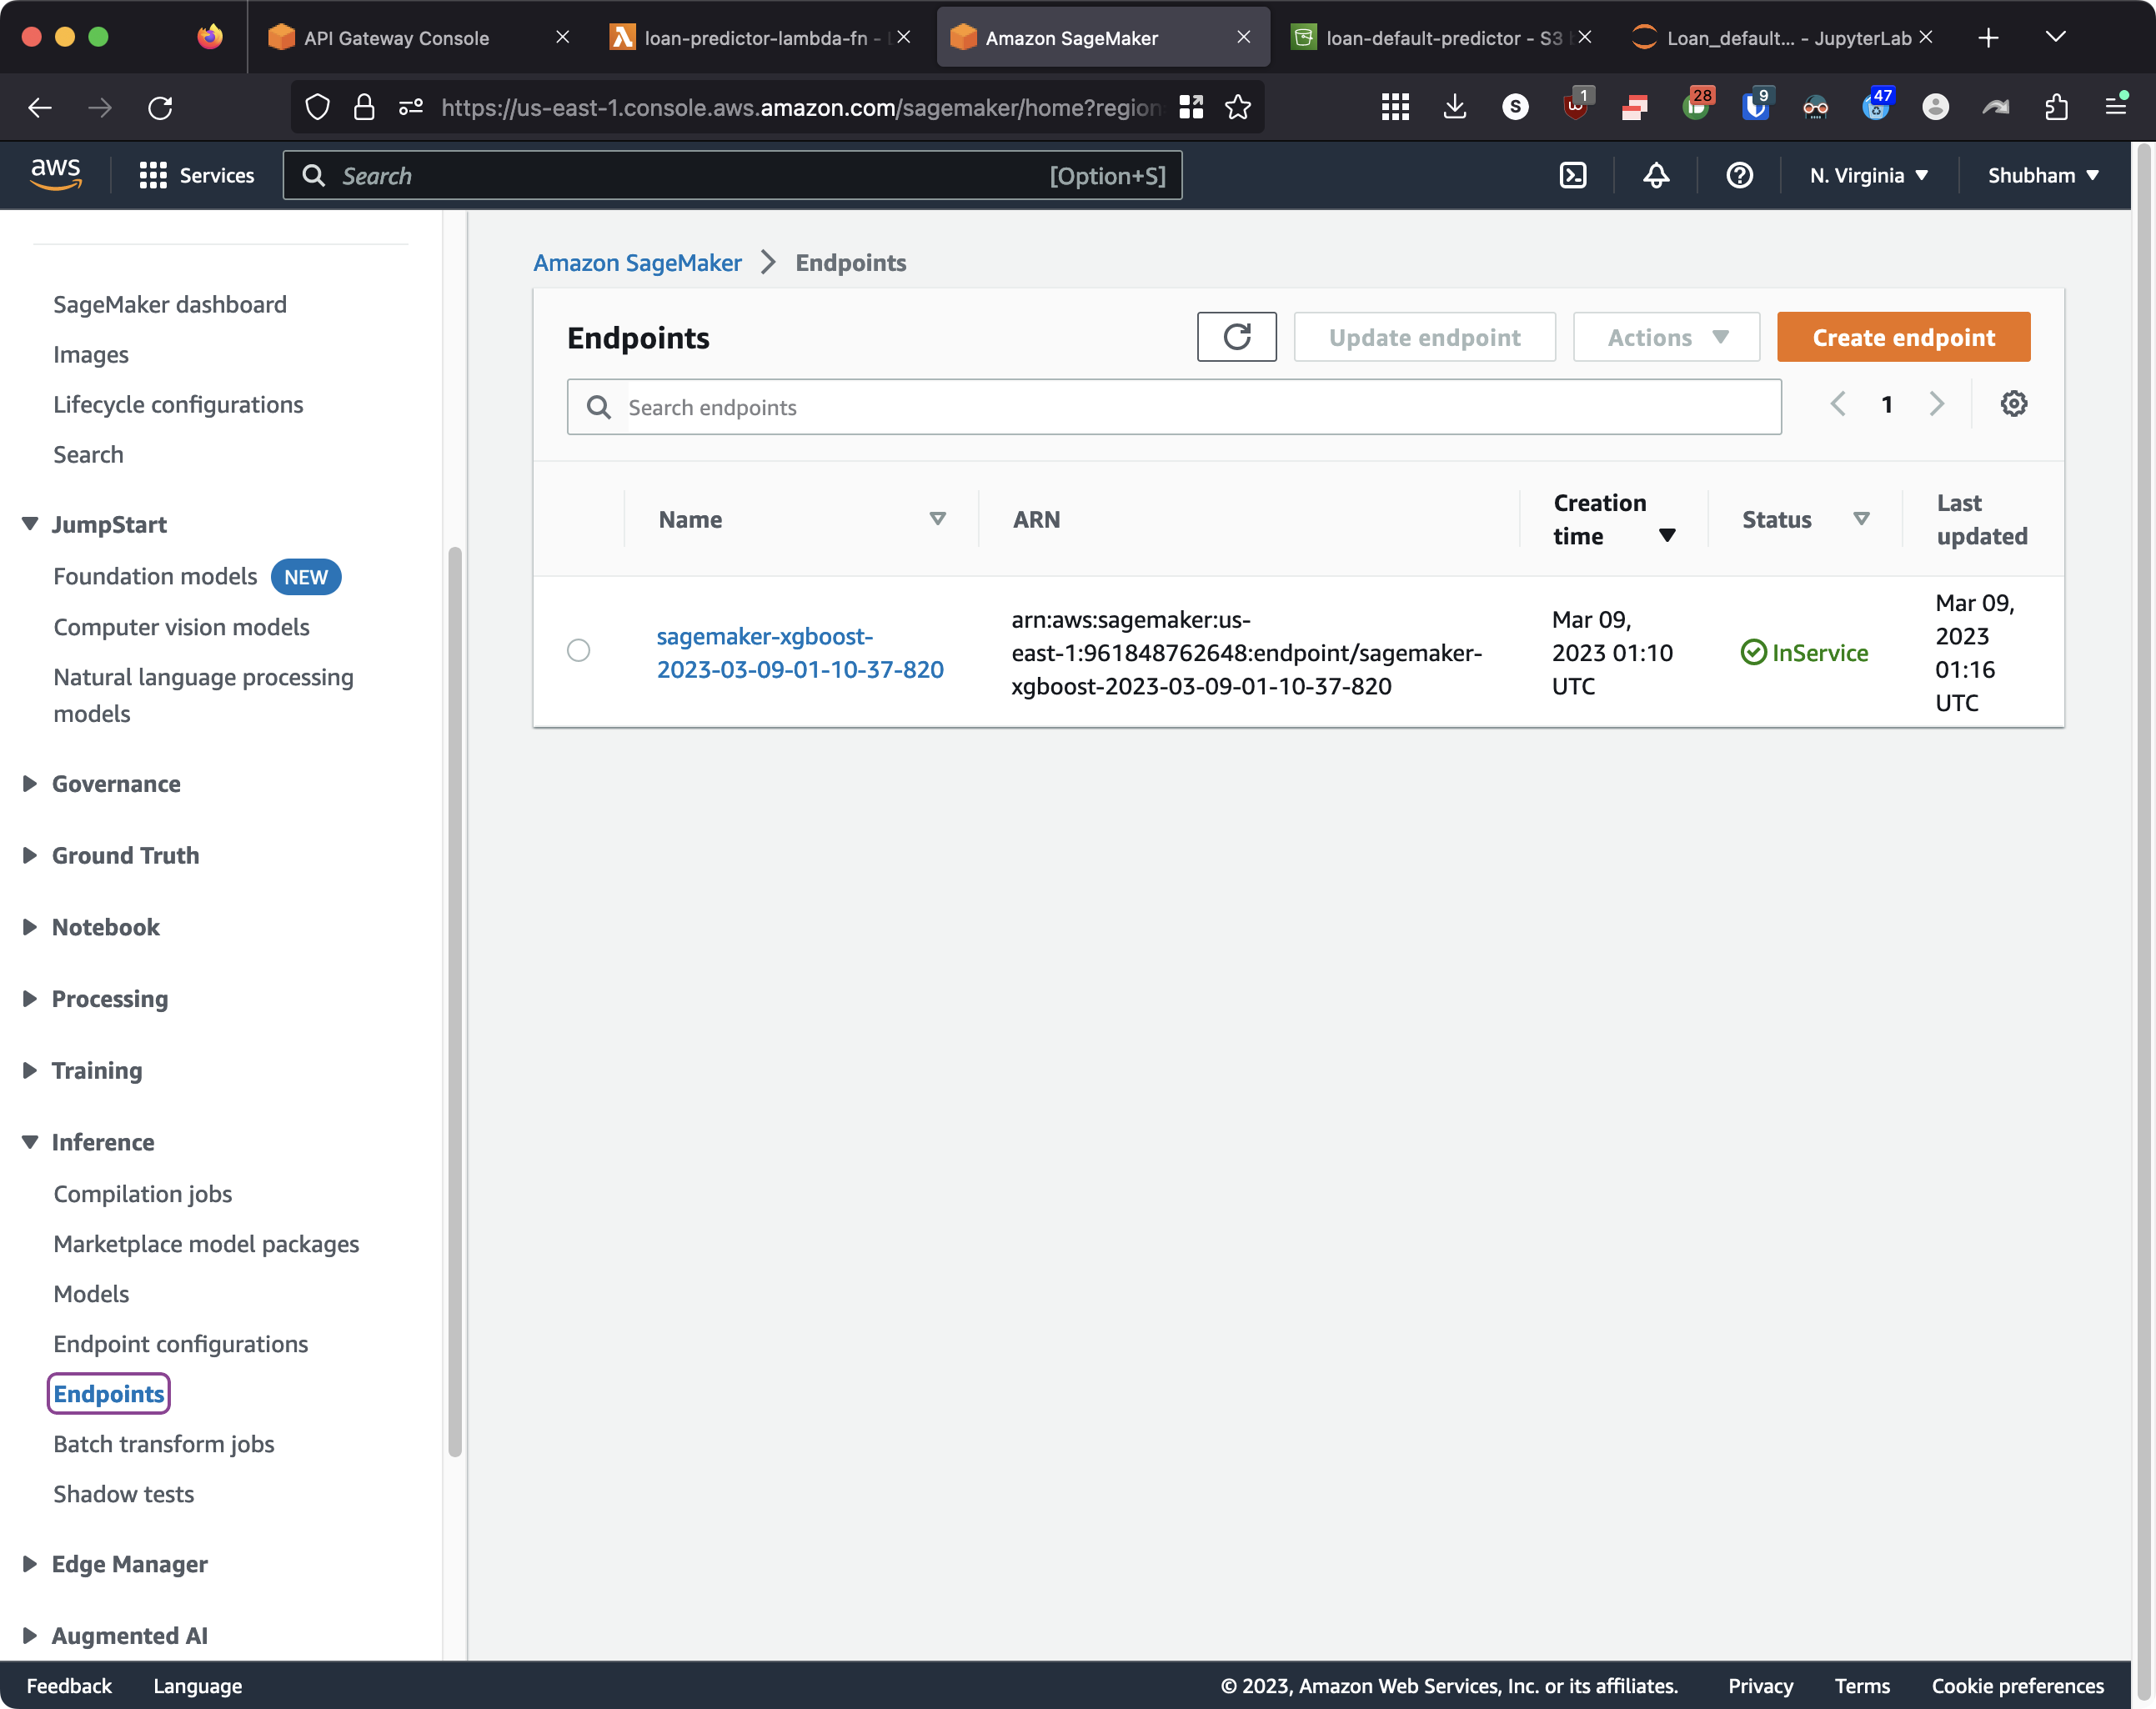 API Gateway Console
loan-predictor-lambda-fn -
Amazon SageMaker
loan-default-predictor - S3
Loan_default... - JupyterLab
https://us-east-1.console.aws.amazon.com/sagemaker/home?region
S
1
28
9
47
aws
Services
Search
[Option+S]
N. Virginia
Shubham
SageMaker dashboard
Images
Lifecycle configurations
Search
JumpStart
Foundation models NEW
Computer vision models
Natural language processing
models
Governance
Ground Truth
Notebook
Processing
Training
Inference
Compilation jobs
Marketplace model packages
Models
Endpoint configurations
Endpoints
Batch transform jobs
Shadow tests
Edge Manager
Augmented AI
Amazon SageMaker
Endpoints
Endpoints
Update endpoint
Actions
Create endpoint
Search endpoints
1
Name
ARN
Creation
time
Status
Last
updated
sagemaker-xgboost-
2023-03-09-01-10-37-820
arn:aws:sagemaker:us-
east-1:961848762648:endpoint/sagemaker-
xgboost-2023-03-09-01-10-37-820
Mar 09,
2023 01:10
UTC
InService
Mar 09,
2023
01:16
UTC
Feedback
Language
© 2023, Amazon Web Services, Inc. or its affiliates.
Privacy
Terms
Cookie preferences